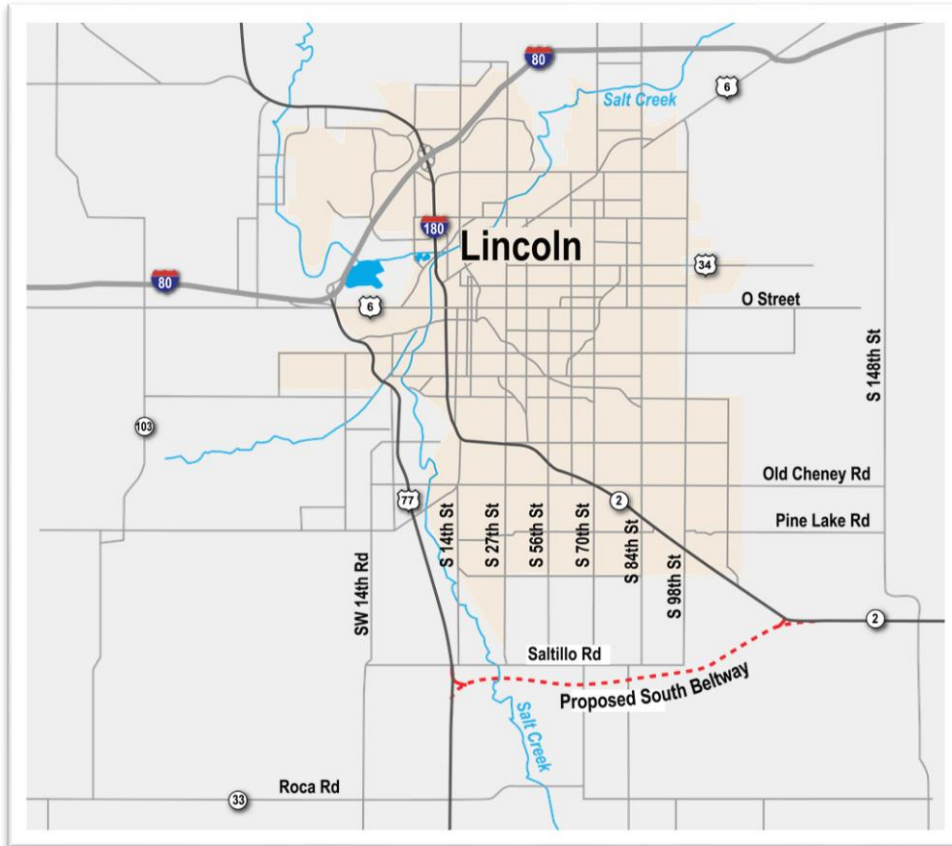 80
6
Salt Creek
180
Lincoln
34
80
6
O Street
S 148th St
103
Old Cheney Rd
77
2
Pine Lake Rd
S 14th St
S 27th St
S 56th St
S 70th St
S 84th St
S 98th St
SW 14th Rd
2
Saltillo Rd
Proposed South Beltway
Salt Creek
Roca Rd
33